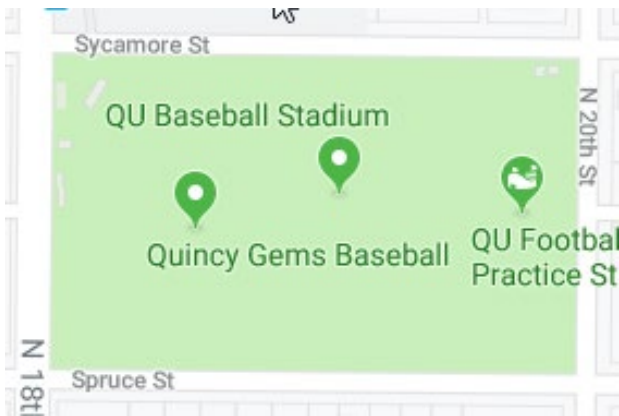 Sycamore St
QU Baseball Stadium
N 20th St
Quincy Gems Baseball
QU Footbal
Practice St
Spruce St
N 18th